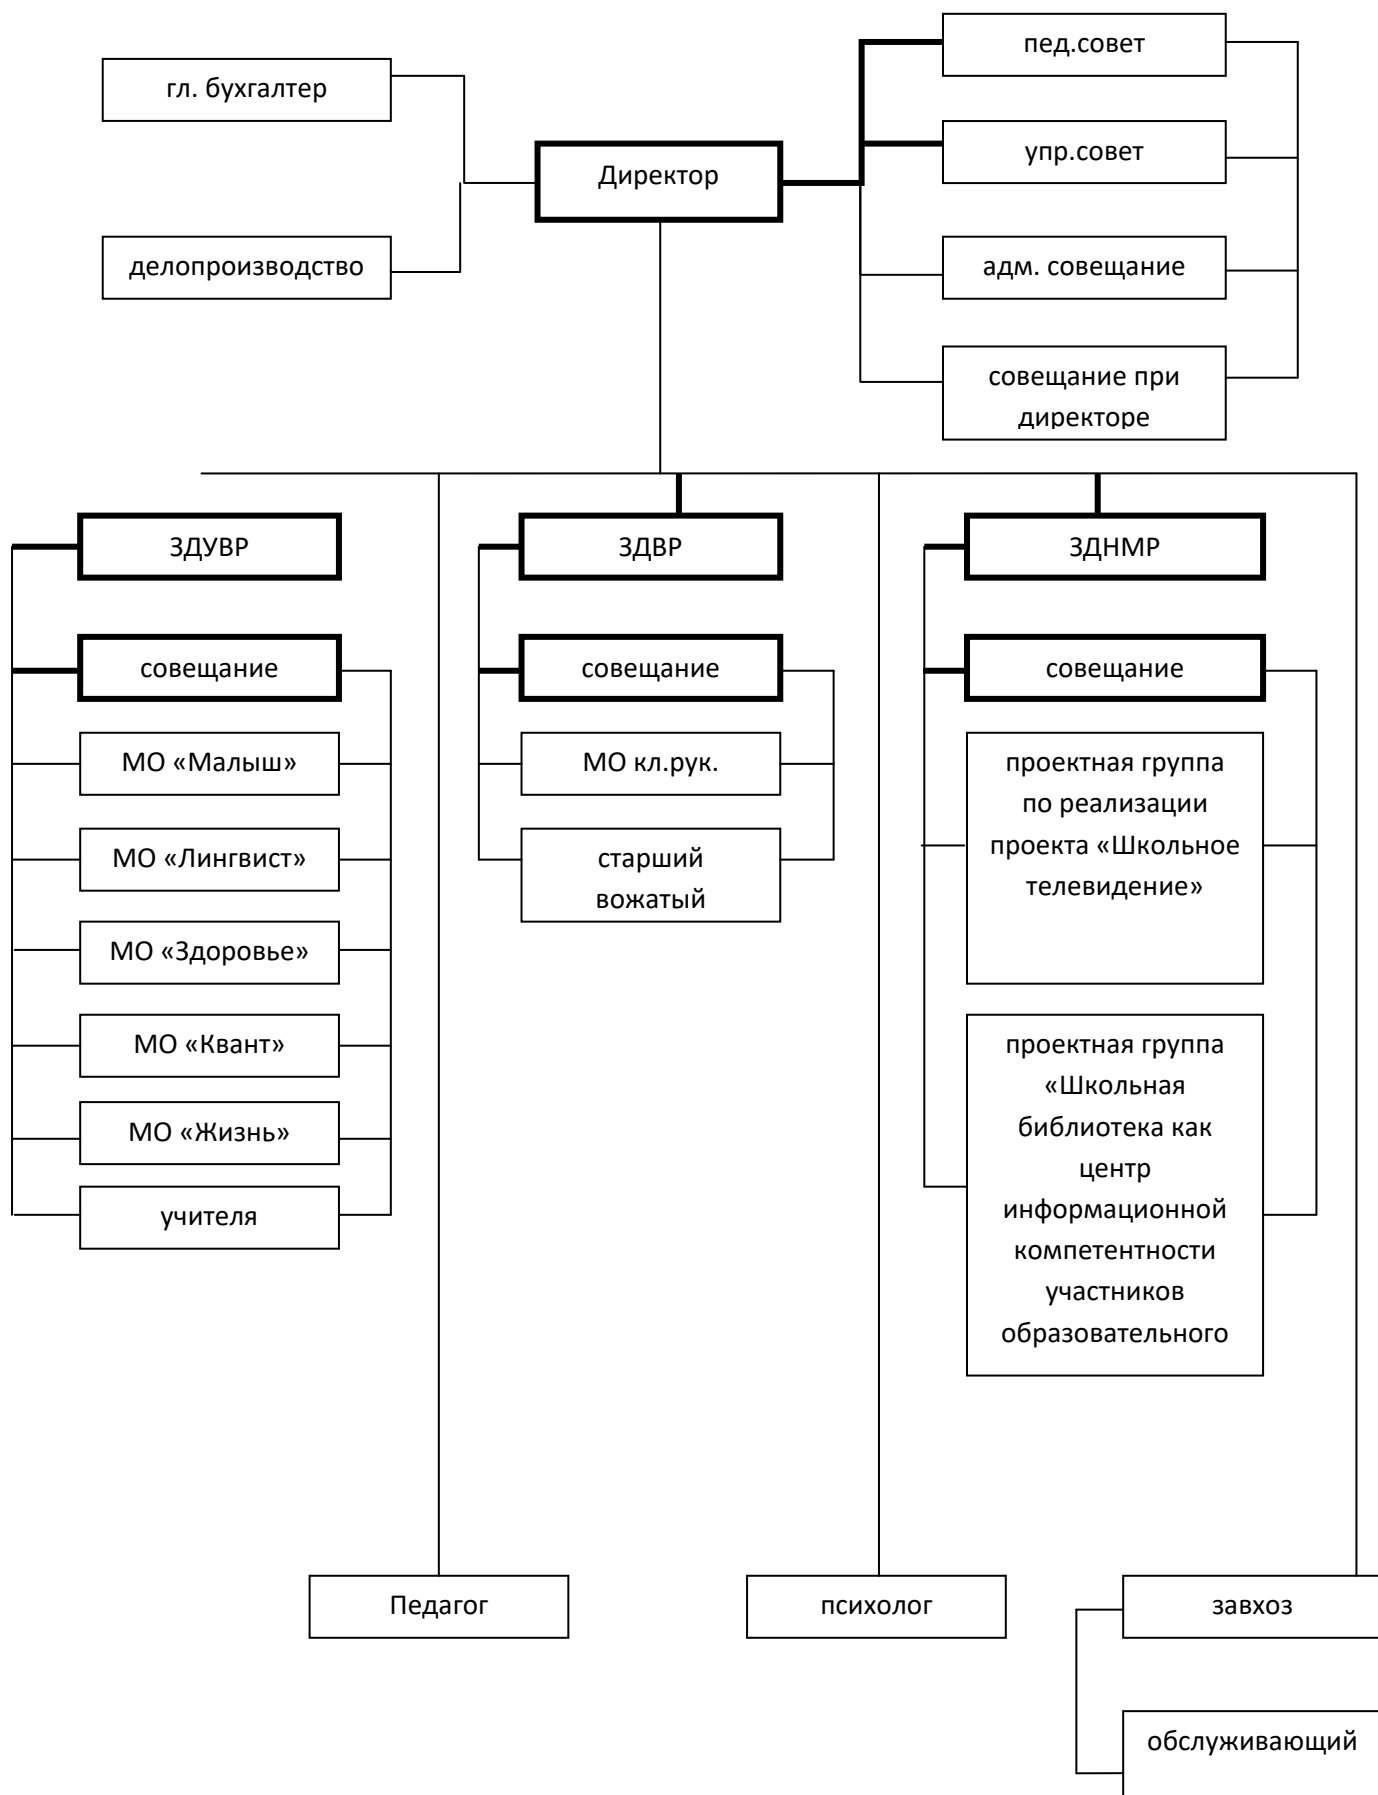 пед.совет
гл. бухгалтер
упр.совет
Директор
делопроизводство
адм. совещание
совещание при
директоре
ЗДУВР
ЗДВР
ЗДНМР
совещание
совещание
совещание
МО «Малыш»
МО «Лингвист»
МО «Здоровье»
МО «Квант»
МО «Жизнь»
учителя
МО кл.рук.
старший
вожатый
проектная группа
по реализации
проекта «Школьное
телевидение»
проектная группа
«Школьная
библиотека как
центр
информационной
компетентности
участников
образовательного
Педагог
психолог
завхоз
обслуживающий